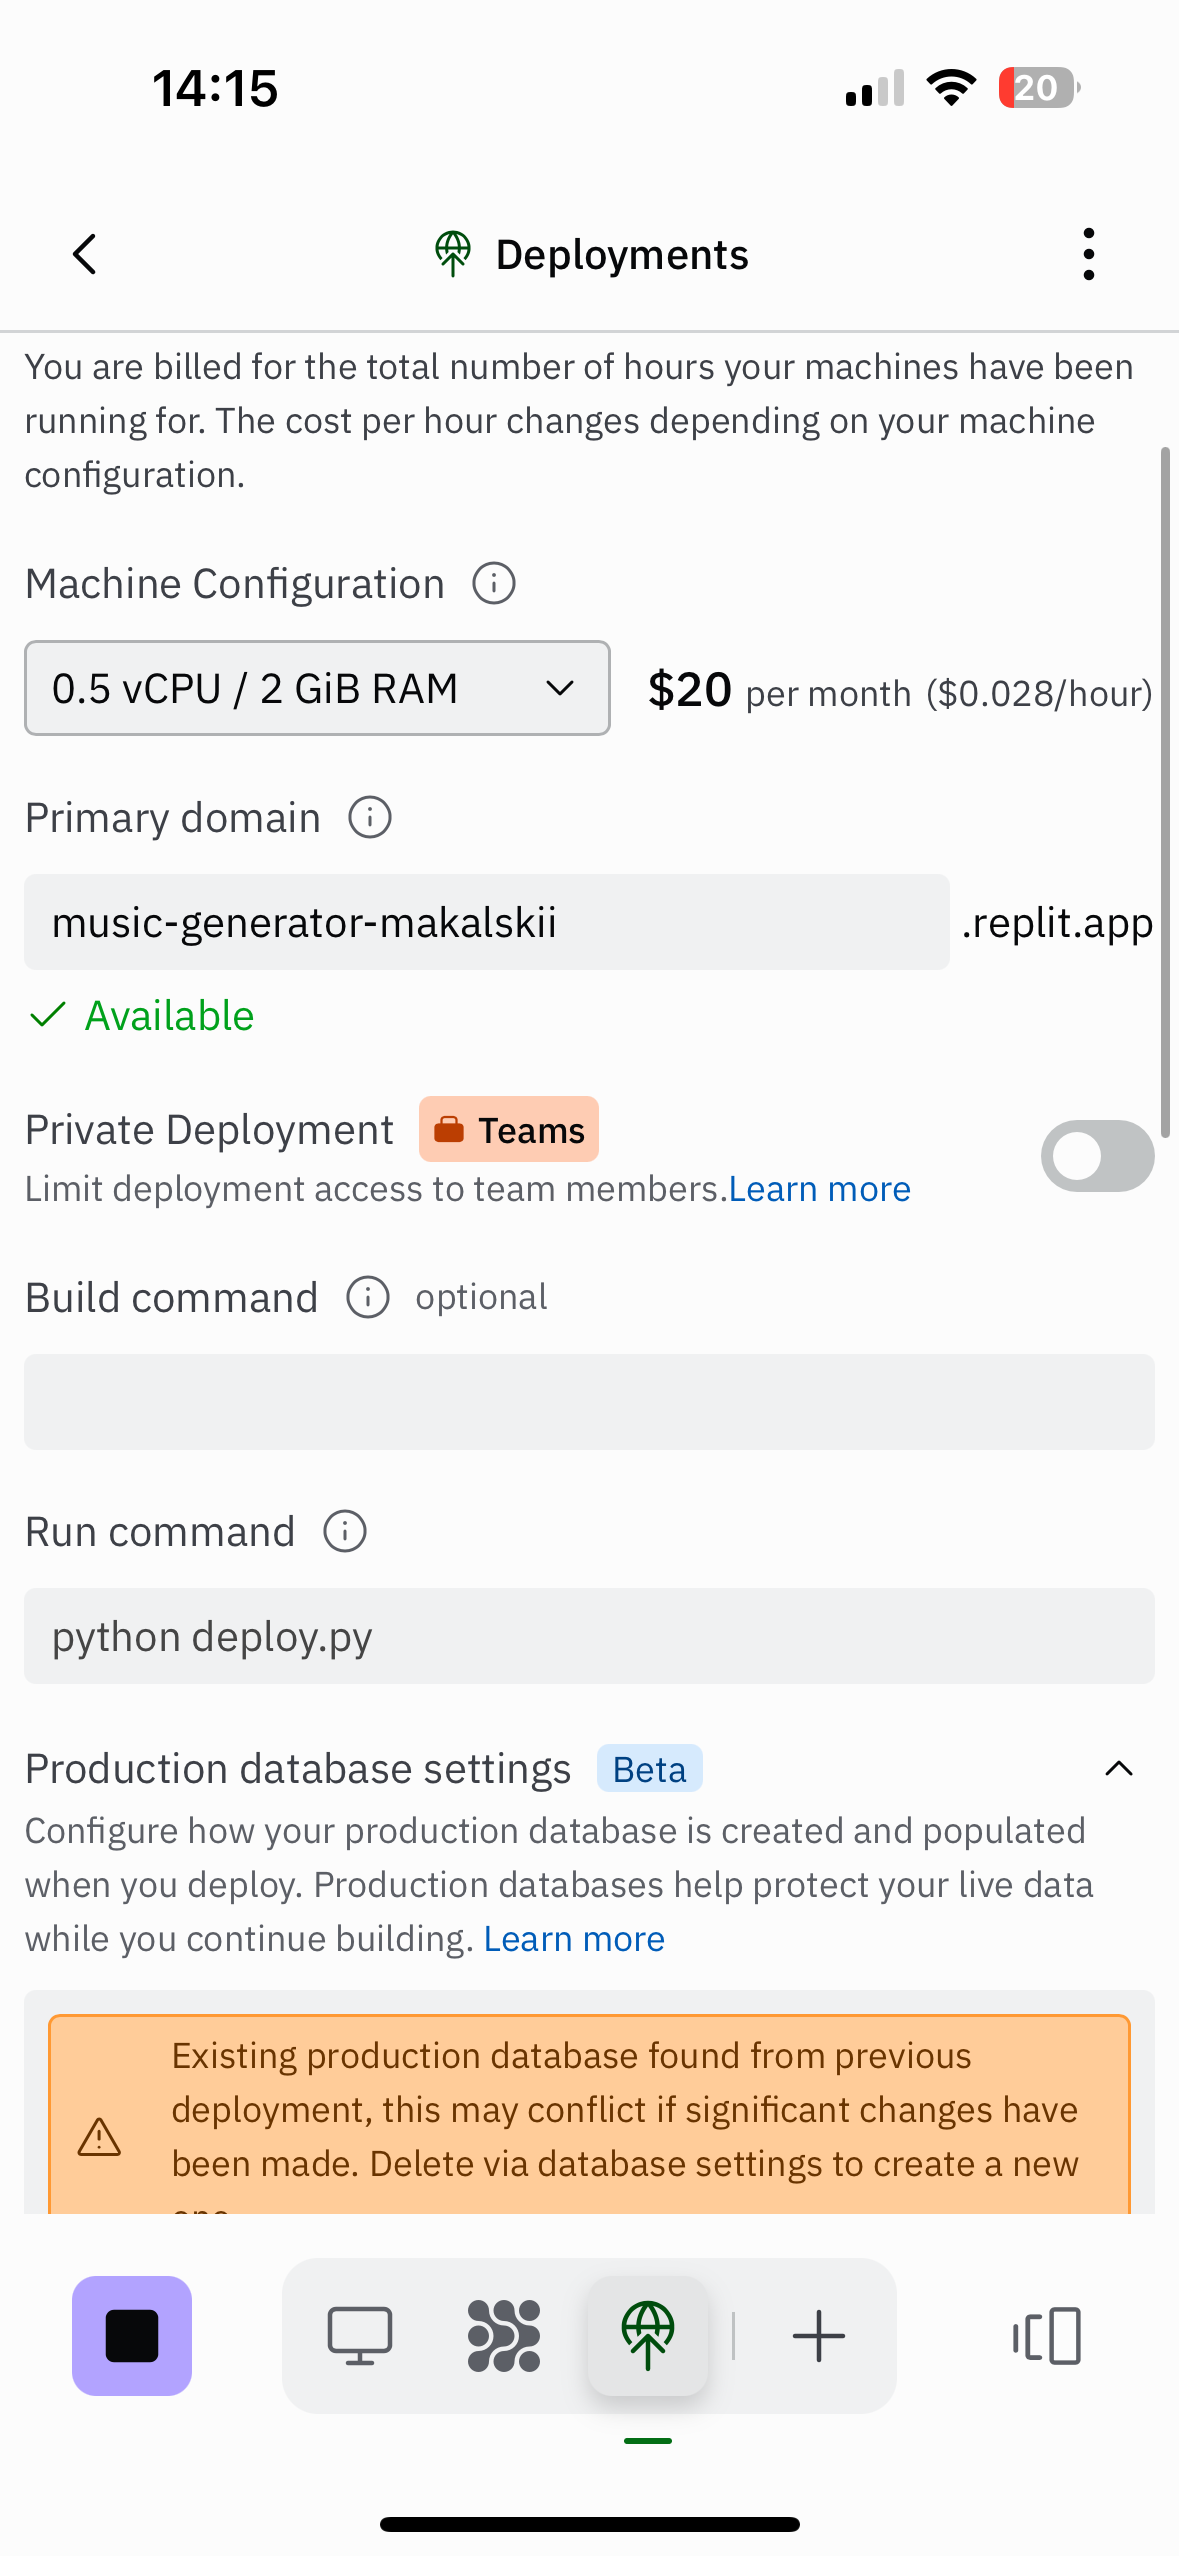 14:15
20
Deployments
You are billed for the total number of hours your machines have been
running for. The cost per hour changes depending on your machine
configuration.
Machine Configuration
0.5 vCPU / 2 GiB RAM
$20 per month ($0.028/hour)
Primary domain
music-generator-makalskii
.replit.app
Available
Private Deployment Teams
Limit deployment access to team members.Learn more
Build command optional
Run command
python deploy.py
Production database settings Beta
Configure how your production database is created and populated
when you deploy. Production databases help protect your live data
while you continue building. Learn more
Existing production database found from previous
deployment, this may conflict if significant changes have
been made. Delete via database settings to create a new